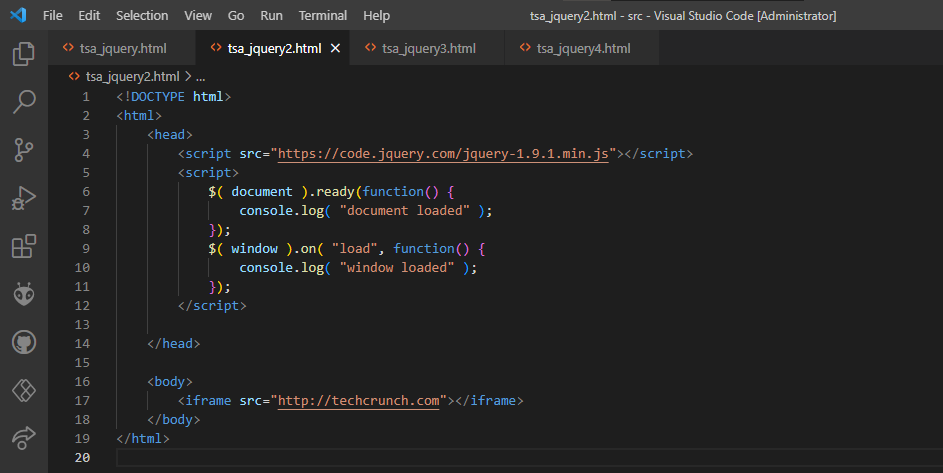 File Edit Selection View Go Run Terminal Help tsa_jquery2.html - src - Visual Studio Code [Administrator]
<> tsa_jquery.html <> tsa_jquery2.html × <> tsa_jquery3.html <> tsa_jquery4.html
<> tsa_jquery2.html > ...
1 <!DOCTYPE html>
2 <html>
3     <head>
4         <script src="https://code.jquery.com/jquery-1.9.1.min.js"></script>
5         <script>
6             $( document ).ready(function() {
7                 console.log( "document loaded" );
8             });
9             $( window ).on( "load", function() {
10                 console.log( "window loaded" );
11             });
12         </script>
13
14     </head>
15
16     <body>
17         <iframe src="http://techcrunch.com"></iframe>
18     </body>
19 </html>
20